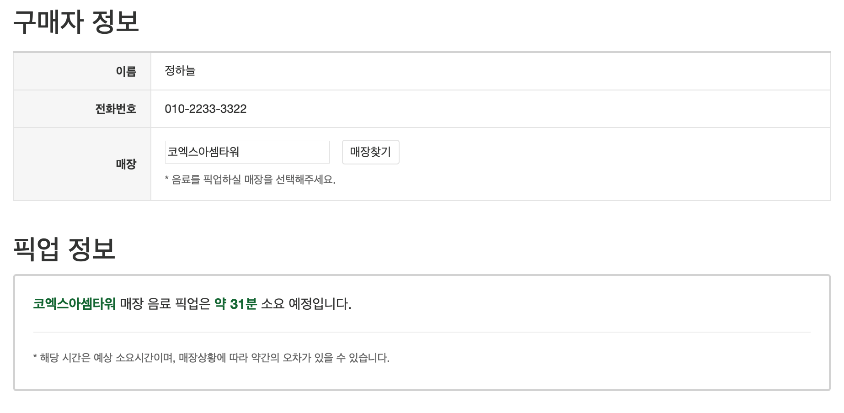 구매자 정보
이름 정하늘
전화번호 010-2233-3322
매장 코엑스아셈타워 매장찾기
* 음료를 픽업하실 매장을 선택해주세요.
픽업 정보
코엑스아셈타워 매장 음료 픽업은 약 31분 소요 예정입니다.
* 해당 시간은 예상 소요시간이며, 매장상황에 따라 약간의 오차가 있을 수 있습니다.